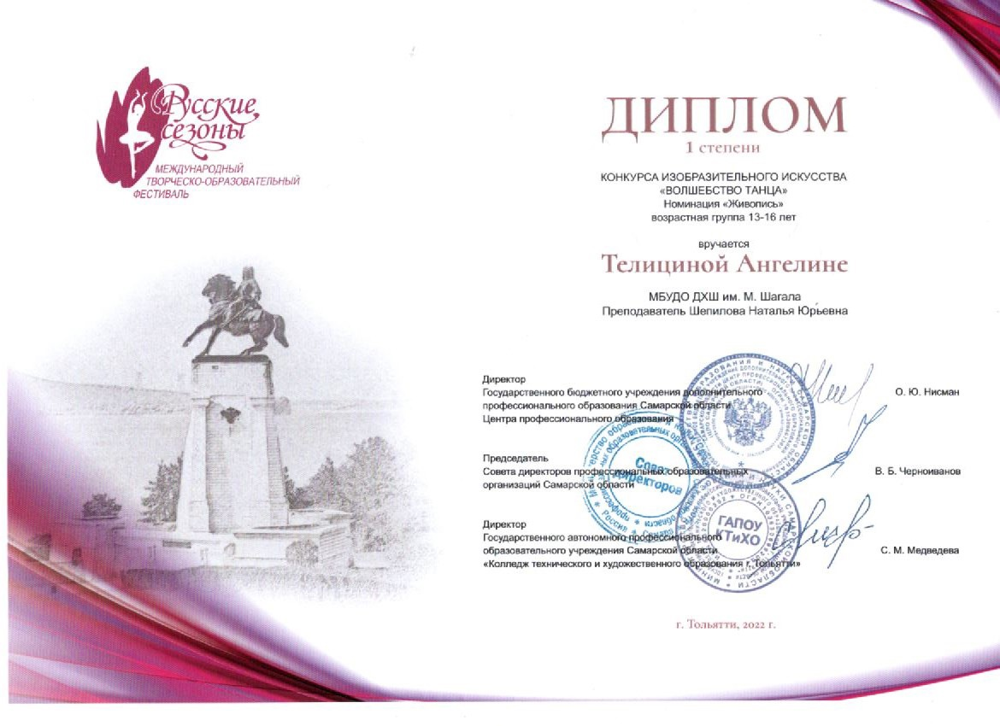 Русские
сезоны
МЕЖДУНАРОДНЫЙ
ТВОРЧЕСКО-ОБРАЗОВАТЕЛЬНЫЙ
ФЕСТИВАЛЬ
ДИПЛОМ
1 степени
КОНКУРСА ИЗОБРАЗИТЕЛЬНОГО ИСКУССТВА
«ВОЛШЕБСТВО ТАНЦА»
Номинация «Живопись»
возрастная группа 13-16 лет
вручается
Телициной Ангелине
МБУДО ДХШ им. М. Шагала
Преподаватель Шепилова Наталья Юрьевна
Директор
Государственного бюджетного учреждения дополнительного
профессионального образования Самарской области
Центра профессионального образования
О. Ю. Нисман
Председатель
Совета директоров профессиональных образовательных
организаций Самарской области
В. Б. Черноиванов
Совет
директоров
Директор
Государственного автономного профессионального
образовательного учреждения Самарской области
«Колледж технического и художественного образования г. Тольятти»
С. М. Медведева
ГАПОУ
КТиХО
г. Тольятти, 2022 г.